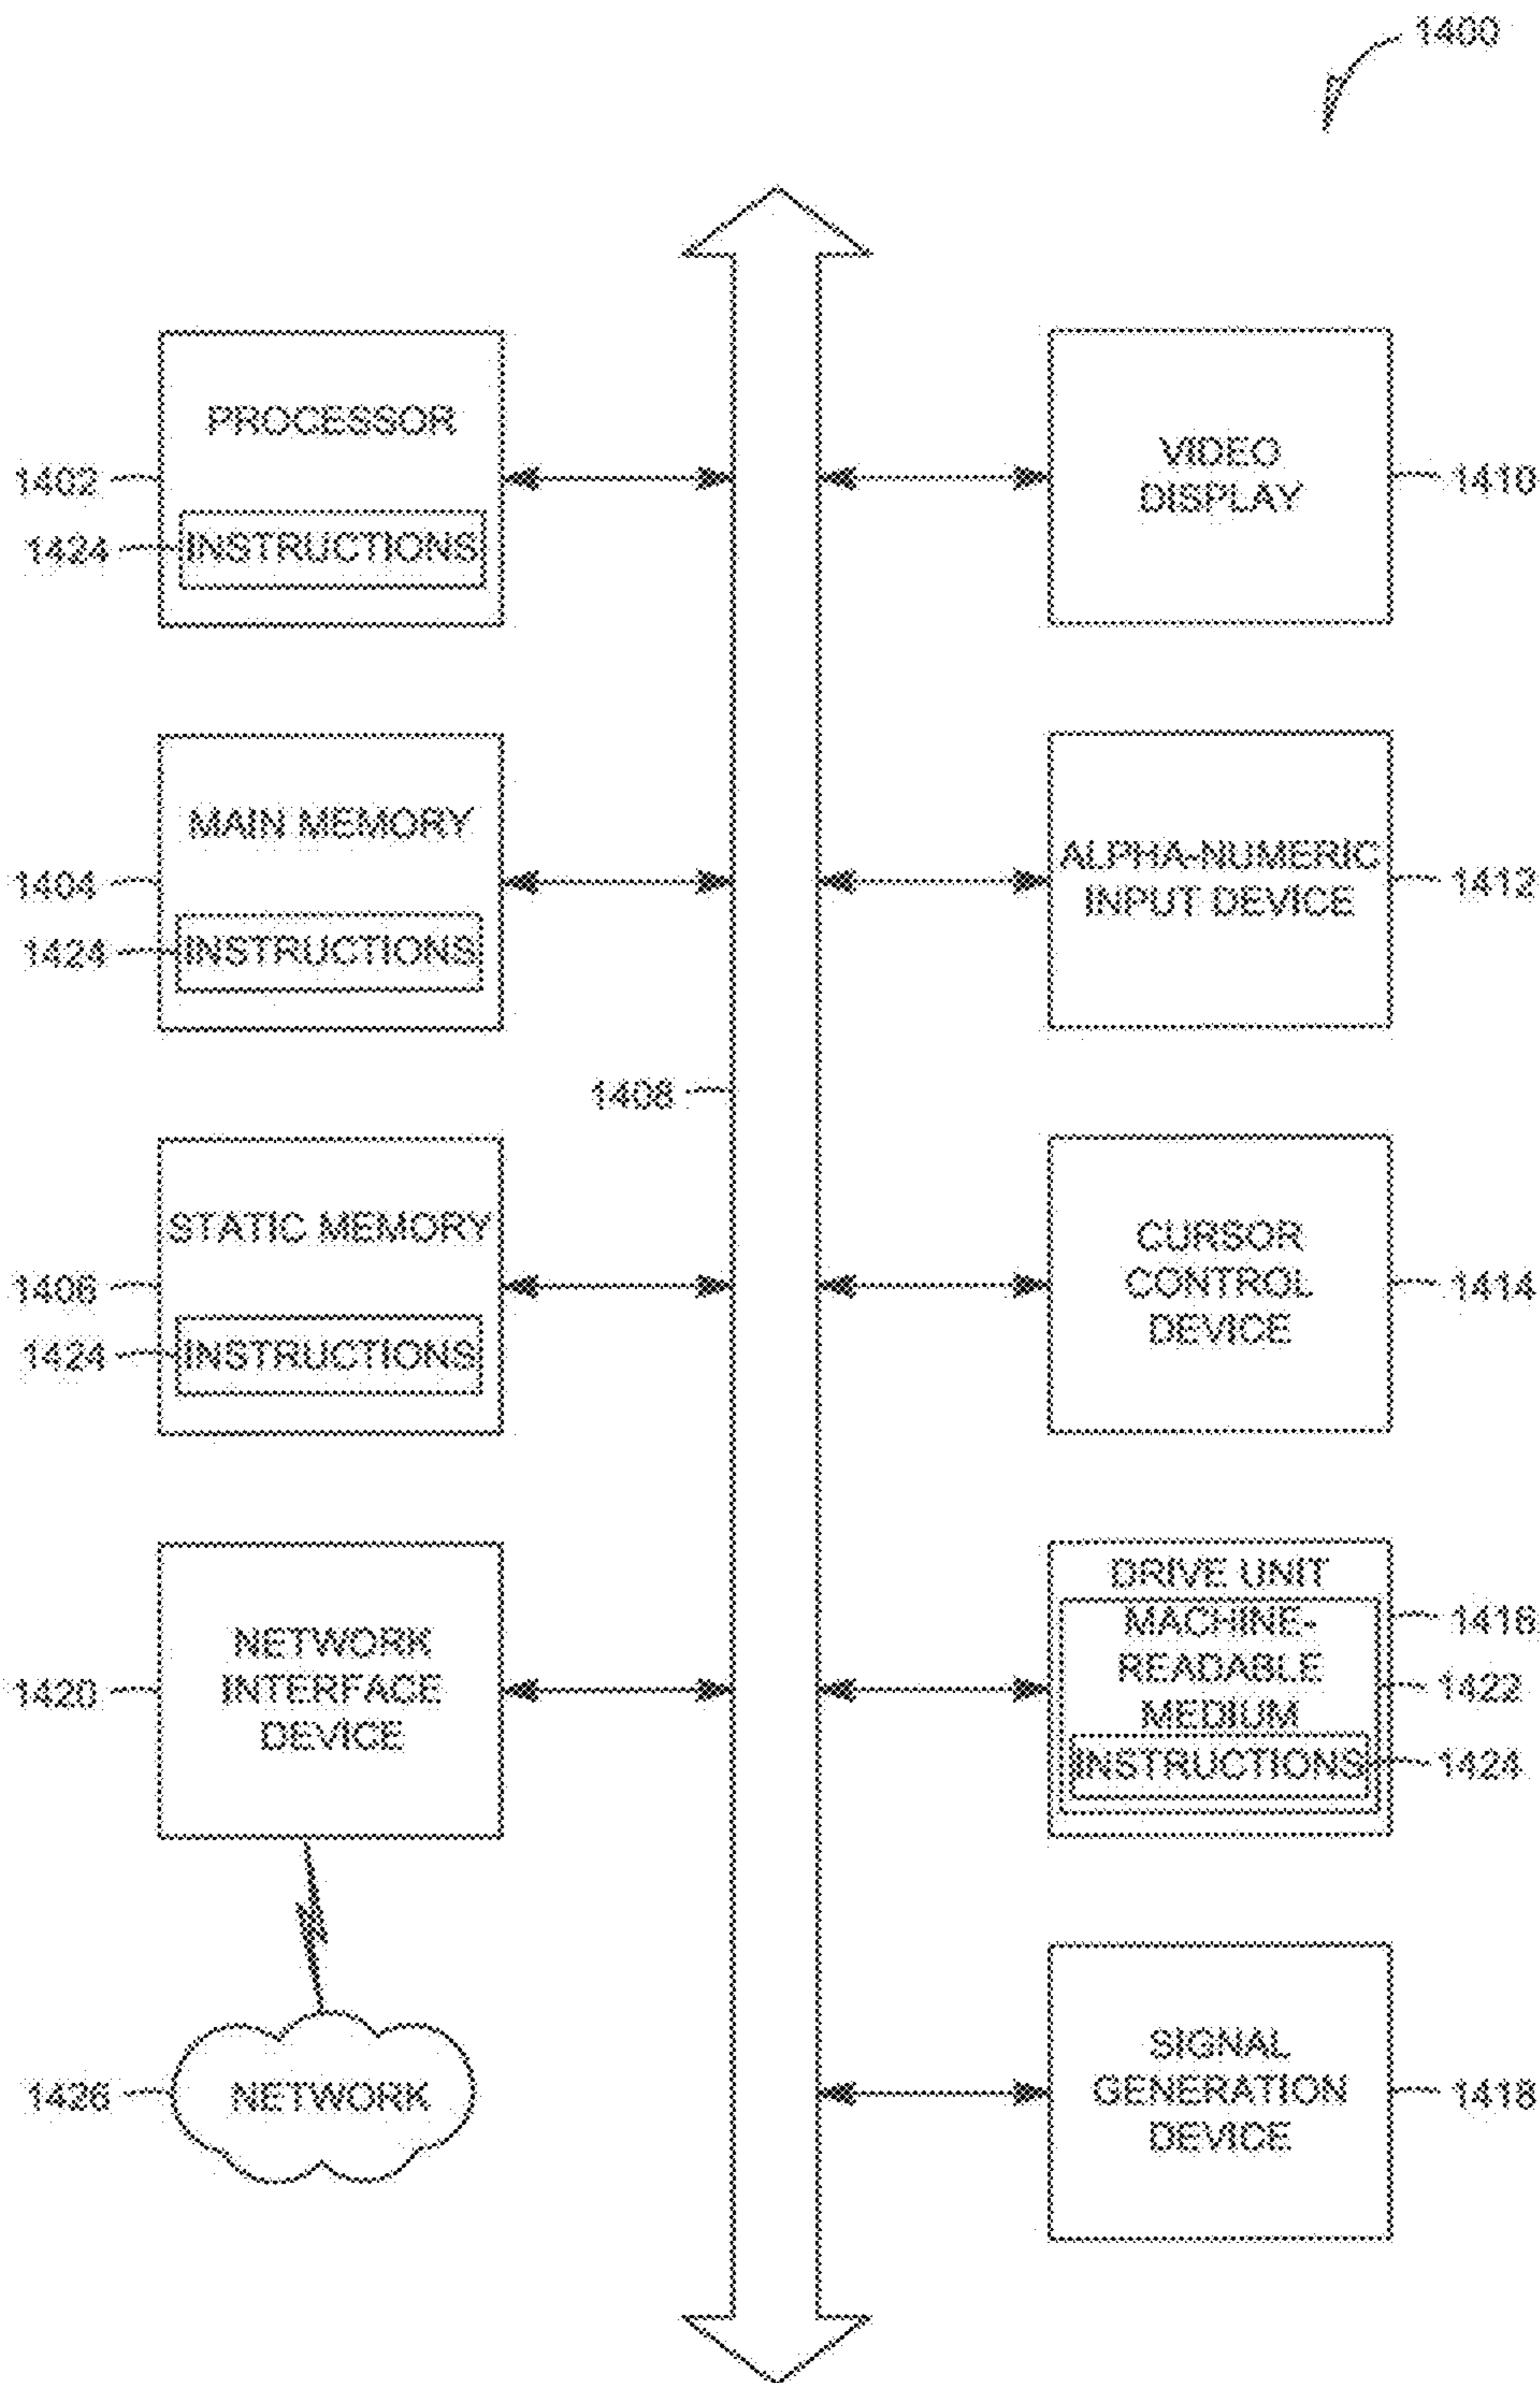 1400
PROCESSOR
1402
1424
INSTRUCTIONS
VIDEO
DISPLAY
1410
MAIN MEMORY
1404
1424
INSTRUCTIONS
ALPHA-NUMERIC
INPUT DEVICE
1412
1408
STATIC MEMORY
1406
1424
INSTRUCTIONS
CURSOR
CONTROL
DEVICE
1414
NETWORK
INTERFACE
DEVICE
1420
DRIVE UNIT
1416
MACHINE-
READABLE
MEDIUM
1422
INSTRUCTIONS
1424
1426
NETWORK
SIGNAL
GENERATION
DEVICE
1418